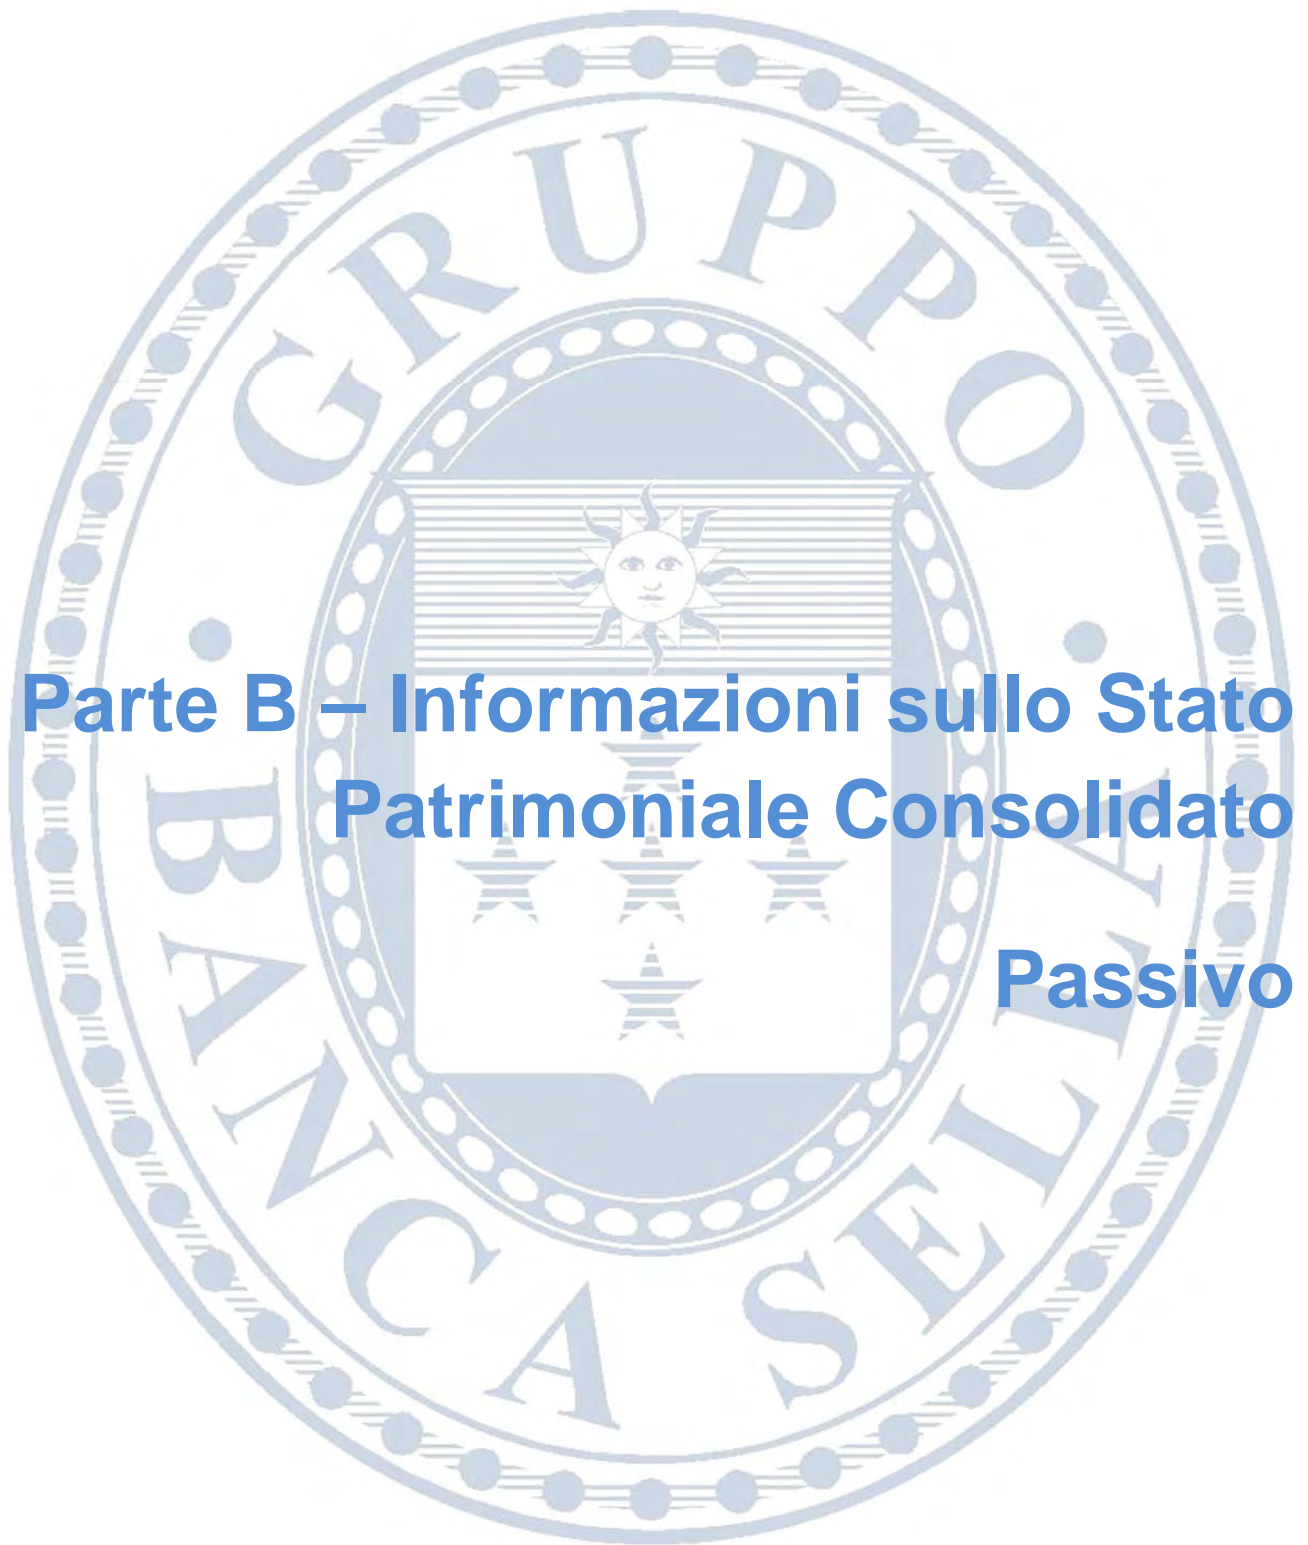 GRUPPO
BANCA SELLA
Parte B – Informazioni sullo Stato
Patrimoniale Consolidato
Passivo